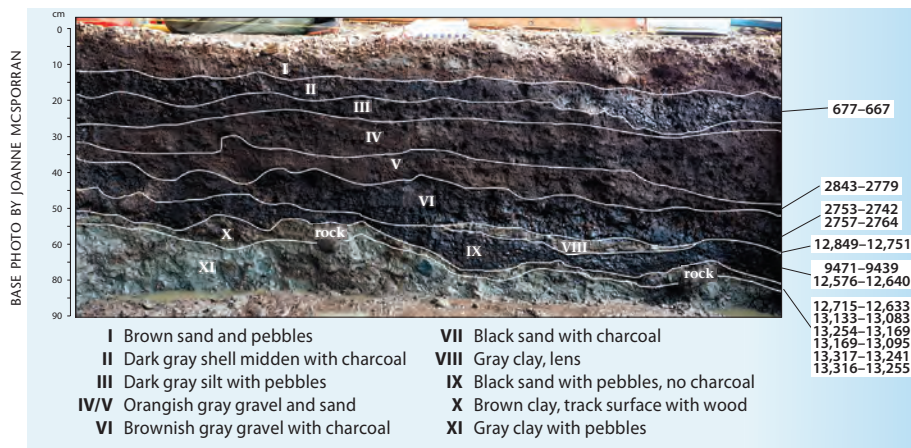 BASE PHOTO BY JOANNE MCSPORRAN
cm
0
10
20
30
40
50
60
70
80
90
I
II
III
IV
V
VI
X
rock
VIII
IX
XI
rock
677–667
2843–2779
2753–2742
2757–2764
12,849–12,751
9471–9439
12,576–12,640
12,715–12,633
13,133–13,083
13,254–13,169
13,169–13,095
13,317–13,241
13,316–13,255
I Brown sand and pebbles
II Dark gray shell midden with charcoal
III Dark gray silt with pebbles
IV/V Orangish gray gravel and sand
VI Brownish gray gravel with charcoal
VII Black sand with charcoal
VIII Gray clay, lens
IX Black sand with pebbles, no charcoal
X Brown clay, track surface with wood
XI Gray clay with pebbles